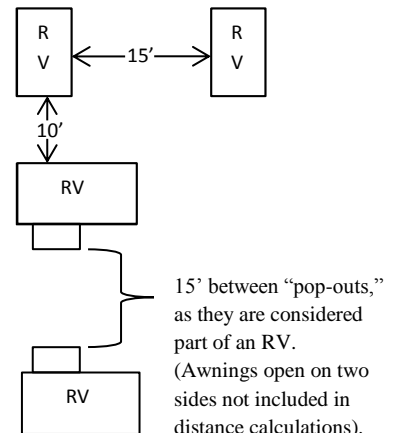 R
V
15’
R
V
10’
RV
15’ between “pop-outs,”
as they are considered
part of an RV.
(Awnings open on two
sides not included in
distance calculations).
RV